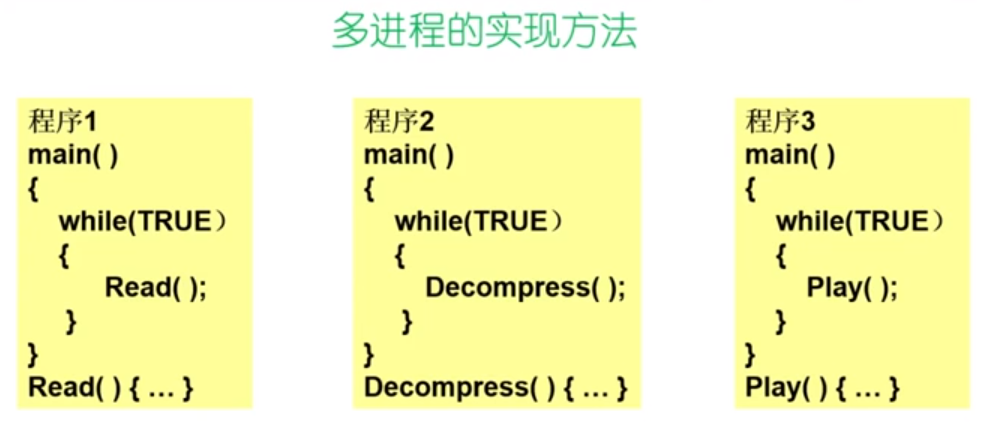 多进程的实现方法
程序1
main( )
{
while(TRUE）
{
Read( );
}
}
Read( ) { ... }
程序2
main( )
{
while(TRUE）
{
Decompress( );
}
}
Decompress( ) { ... }
程序3
main( )
{
while(TRUE）
{
Play( );
}
}
Play( ) { ... }